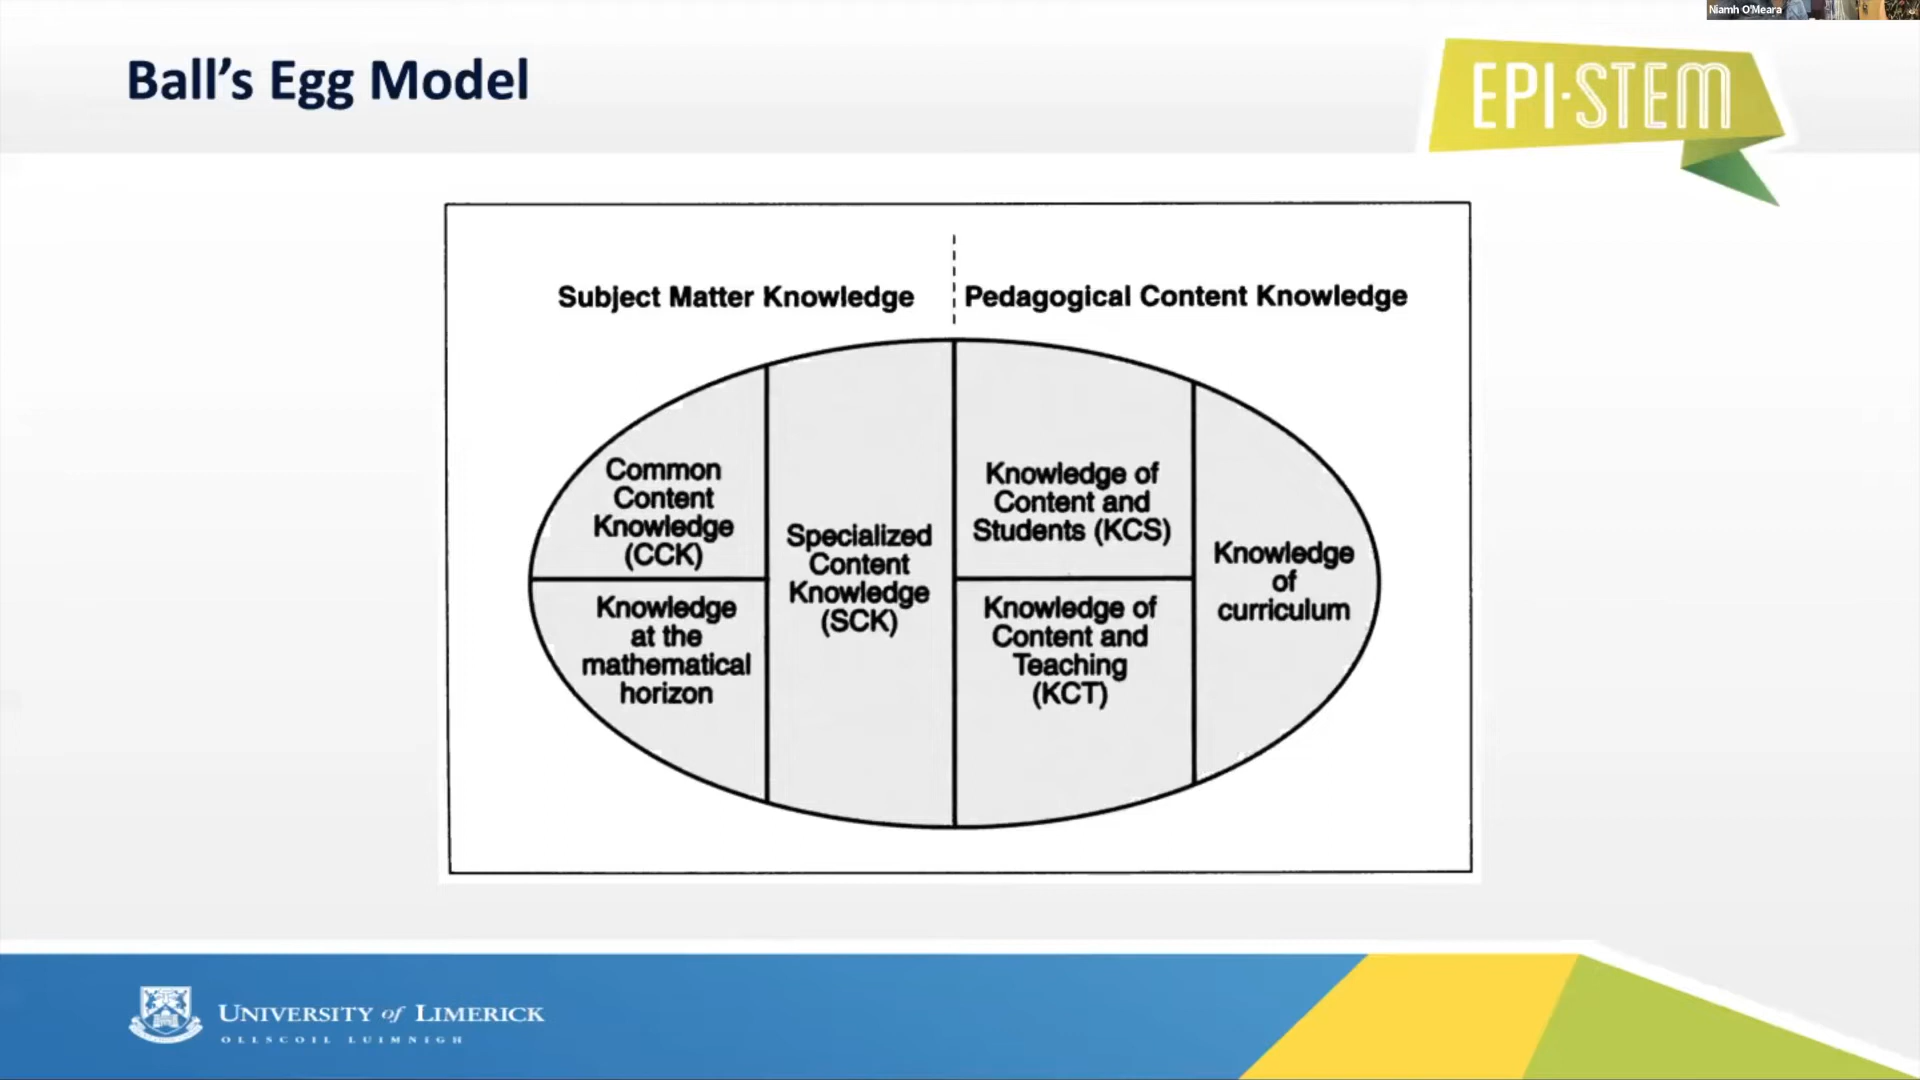 Niamh O'Meara
Ball's Egg Model
EPI·STEM
Subject Matter Knowledge
Pedagogical Content Knowledge
Common
Content
Knowledge
(CCK)
Knowledge
at the
mathematical
horizon
Specialized
Content
Knowledge
(SCK)
Knowledge of
Content and
Students (KCS)
Knowledge of
Content and
Teaching
(KCT)
Knowledge
of
curriculum
UNIVERSITY of LIMERICK
OLLSCOIL LUIMNIGH